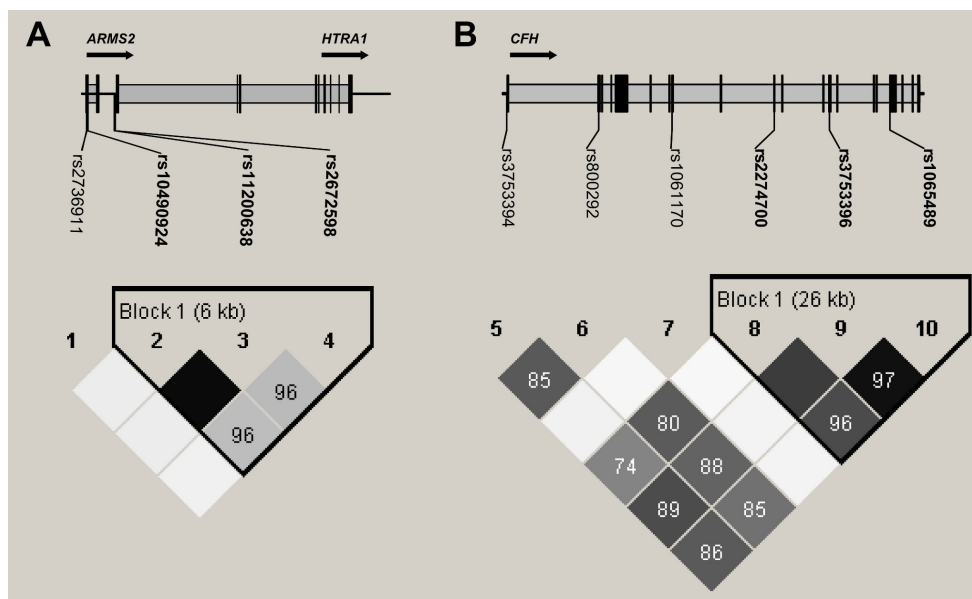 A
ARMS2
HTRA1
rs2736911
rs10490924
rs11200638
rs2672598
Block 1 (6 kb)
1
2
3
4
96
96
B
CFH
rs3753394
rs800292
rs1061170
rs2274700
rs3753396
rs1065489
Block 1 (26 kb)
5
6
7
8
9
10
85
97
80
96
74
88
89
85
86